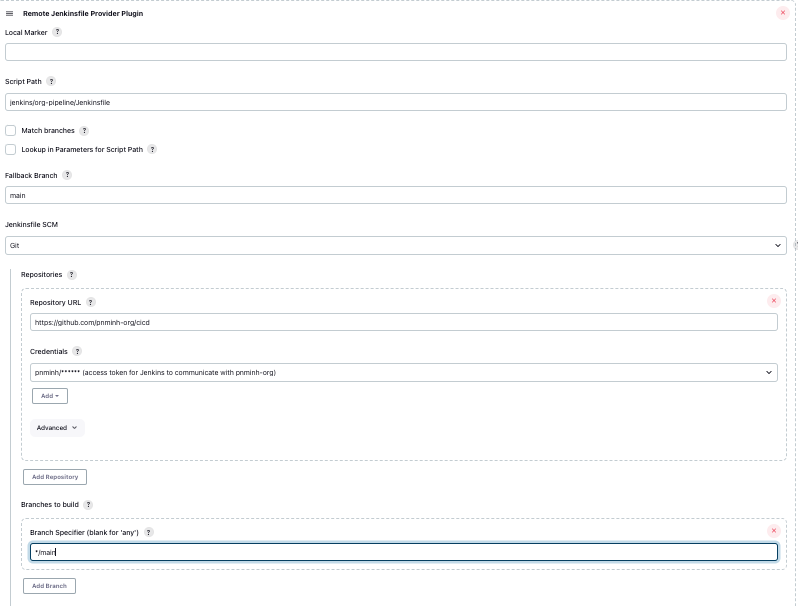 Remote Jenkinsfile Provider Plugin
Local Marker ?
Script Path ?
jenkins/org-pipeline/Jenkinsfile
Match branches ?
Lookup in Parameters for Script Path ?
Fallback Branch ?
main
Jenkinsfile SCM
Git
Repositories ?
Repository URL ?
https://github.com/pnminh-org/cicd
Credentials ?
pnminh/****** (access token for Jenkins to communicate with pnminh-org)
Add
Advanced
Add Repository
Branches to build ?
Branch Specifier (blank for 'any') ?
*/main
Add Branch